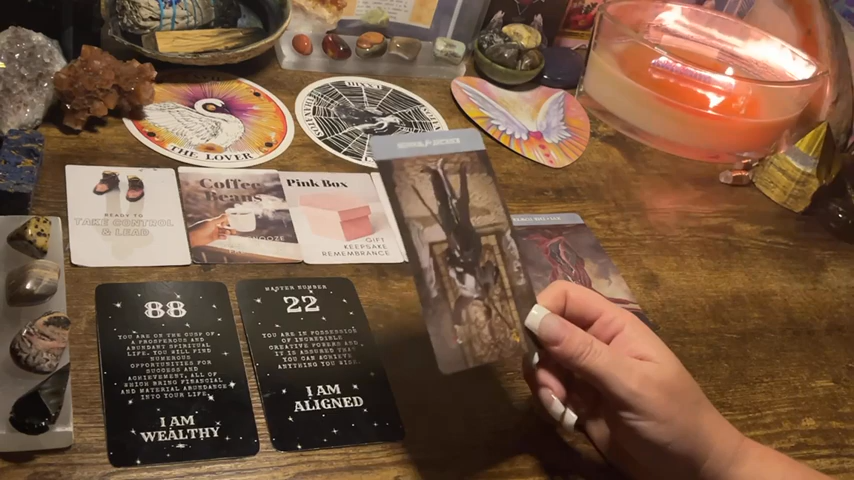 THE LOVER
READY TO
TAKE CONTROL
& LEAD
Coffee
Beans
Pink Box
GIFT
KEEPSAKE
REMEMBRANCE
88
YOU ARE ON THE CUSP OF
A PROSPEROUS AND
ABUNDANT SPIRITUAL
LIFE. YOU WILL FIND
NUMEROUS
OPPORTUNITIES FOR
SUCCESS AND
ACHIEVEMENT, ALL OF
WHICH BRING FINANCIAL
AND MATERIAL ABUNDANCE
INTO YOUR LIFE.
I AM
WEALTHY
MASTER NUMBER
22
YOU ARE IN POSSESSION
OF INCREDIBLE
CREATIVE POWERS AND
IT IS ASSURED THAT
YOU CAN ACHIEVE
ANYTHING YOU WISH.
I AM
ALIGNED